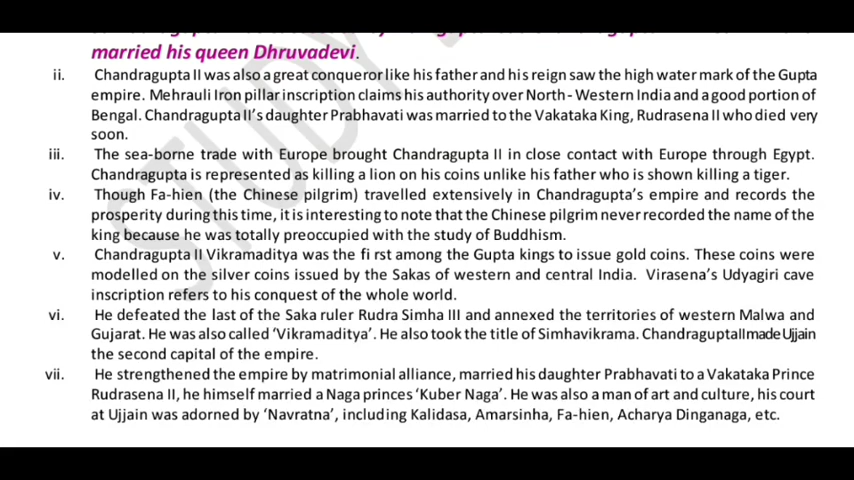 married his queen Dhruvadevi.
ii. Chandragupta II was also a great conqueror like his father and his reign saw the high water mark of the Gupta
empire. Mehrauli Iron pillar inscription claims his authority over North - Western India and a good portion of
Bengal. Chandragupta II's daughter Prabhavati was married to the Vakataka King, Rudrasena II who died very
soon.
iii. The sea-borne trade with Europe brought Chandragupta II in close contact with Europe through Egypt.
Chandragupta is represented as killing a lion on his coins unlike his father who is shown killing a tiger.
iv. Though Fa-hien (the Chinese pilgrim) travelled extensively in Chandragupta's empire and records the
prosperity during this time, it is interesting to note that the Chinese pilgrim never recorded the name of the
king because he was totally preoccupied with the study of Buddhism.
v. Chandragupta II Vikramaditya was the fi rst among the Gupta kings to issue gold coins. These coins were
modelled on the silver coins issued by the Sakas of western and central India. Virasena's Udyagiri cave
inscription refers to his conquest of the whole world.
vi. He defeated the last of the Saka ruler Rudra Simha III and annexed the territories of western Malwa and
Gujarat. He was also called 'Vikramaditya'. He also took the title of Simhavikrama. ChandraguptaII made Ujjain
the second capital of the empire.
vii. He strengthened the empire by matrimonial alliance, married his daughter Prabhavati to a Vakataka Prince
Rudrasena II, he himself married a Naga princes 'Kuber Naga'. He was also a man of art and culture, his court
at Ujjain was adorned by 'Navratna', including Kalidasa, Amarsinha, Fa-hien, Acharya Dinganaga, etc.